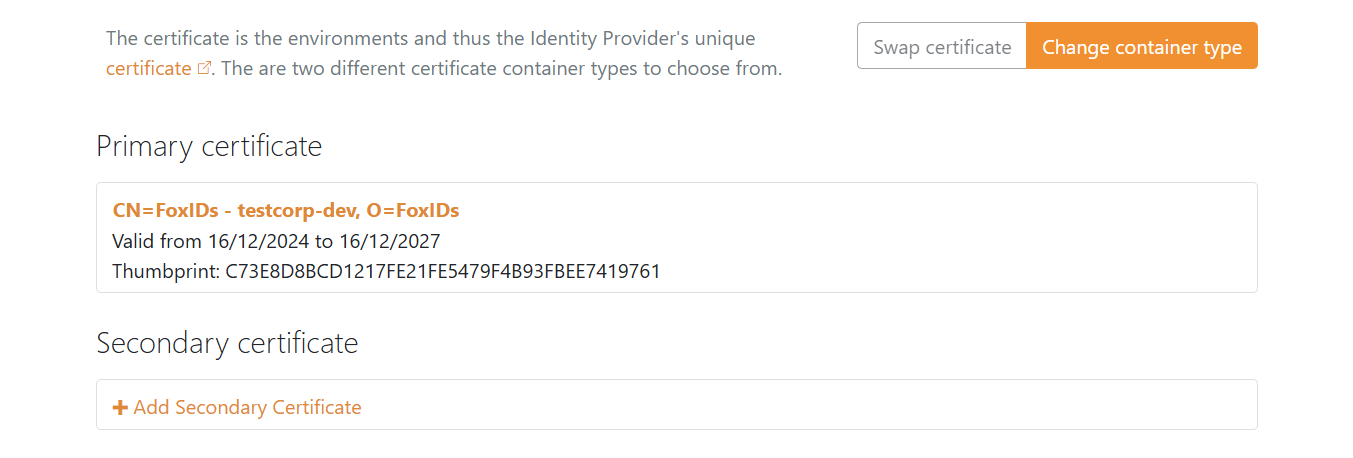 The certificate is the environments and thus the Identity Provider's unique
certificate. The are two different certificate container types to choose from.
Swap certificate
Change container type
Primary certificate
CN=FoxIDs - testcorp-dev, O=FoxIDs
Valid from 16/12/2024 to 16/12/2027
Thumbprint: C73E8D8BCD1217FE21FE5479F4B93FBEE7419761
Secondary certificate
Add Secondary Certificate